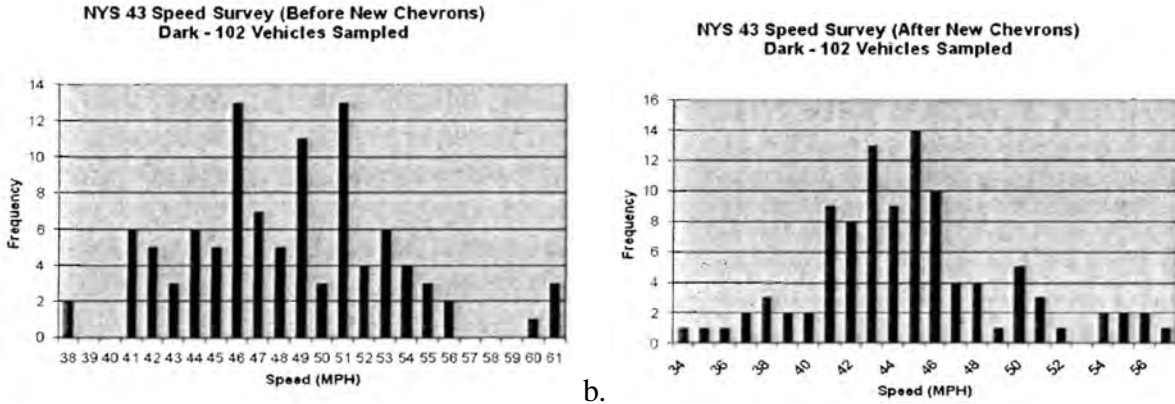 NYS 43 Speed Survey (Before New Chevrons)
Dark - 102 Vehicles Sampled
14
12
10
8
6
4
2
0
Frequency
38 39 40 41 42 43 44 45 46 47 48 49 50 51 52 53 54 55 56 57 58 59 60 61
Speed (MPH)
b.
NYS 43 Speed Survey (After New Chevrons)
Dark - 102 Vehicles Sampled
16
14
12
10
8
6
4
2
0
Frequency
34 36 38 40 42 44 46 48 50 52 54 56
Speed (MPH)